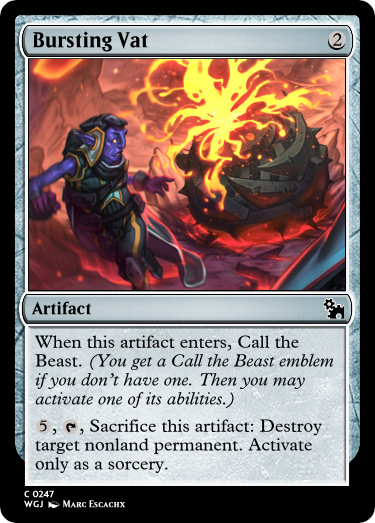 Bursting Vat 2
Artifact
When this artifact enters, Call the
Beast. (You get a Call the Beast emblem
if you don't have one. Then you may
activate one of its abilities.)
5, , Sacrifice this artifact: Destroy
target nonland permanent. Activate
only as a sorcery.
C 0247
WGJ Marc Escachx